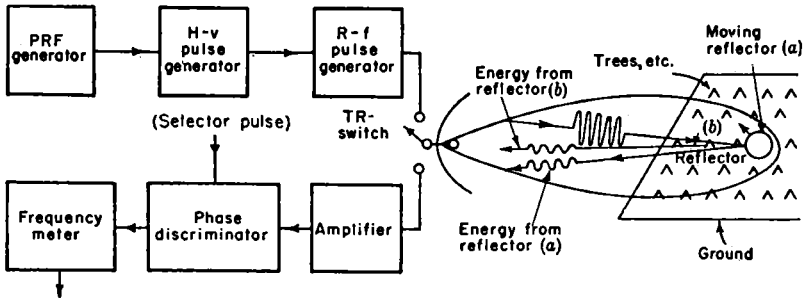 PRF
generator
H-v
pulse
generator
R-f
pulse
generator
Moving
reflector (a)
Trees, etc.
Energy from
reflector (b)
TR-
switch
(Selector pulse)
(b)
Reflector
Frequency
meter
Phase
discriminator
Amplifier
Energy from
reflector (a)
Ground